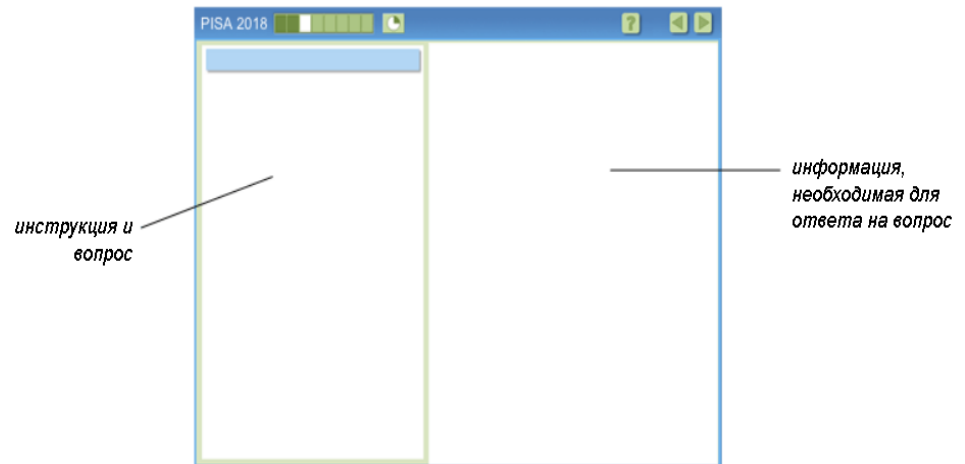 PISA 2018
?
инструкция и
вопрос
информация,
необходимая для
ответа на вопрос